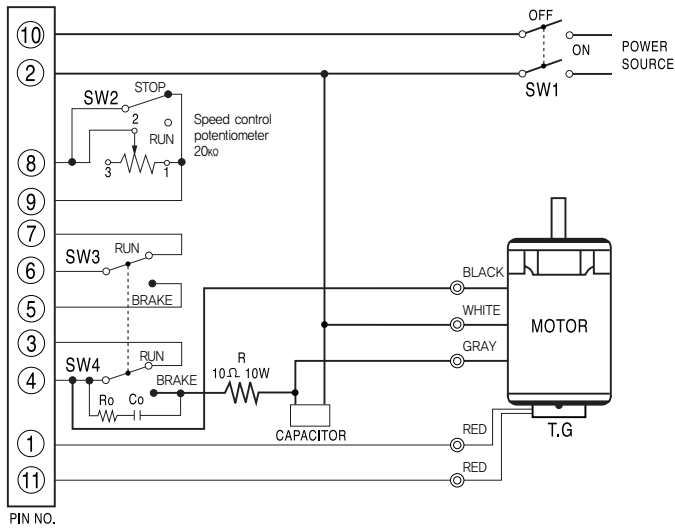 10
OFF
ON
POWER
SOURCE
2
SW1
SW2
STOP
2
RUN
Speed control
potentiometer
20KΩ
8
3
1
9
7
RUN
SW3
6
BLACK
BRAKE
5
WHITE
MOTOR
3
GRAY
RUN
R
SW4
4
BRAKE
10Ω 10W
Ro
Co
CAPACITOR
RED
T.G
1
RED
11
PIN NO.